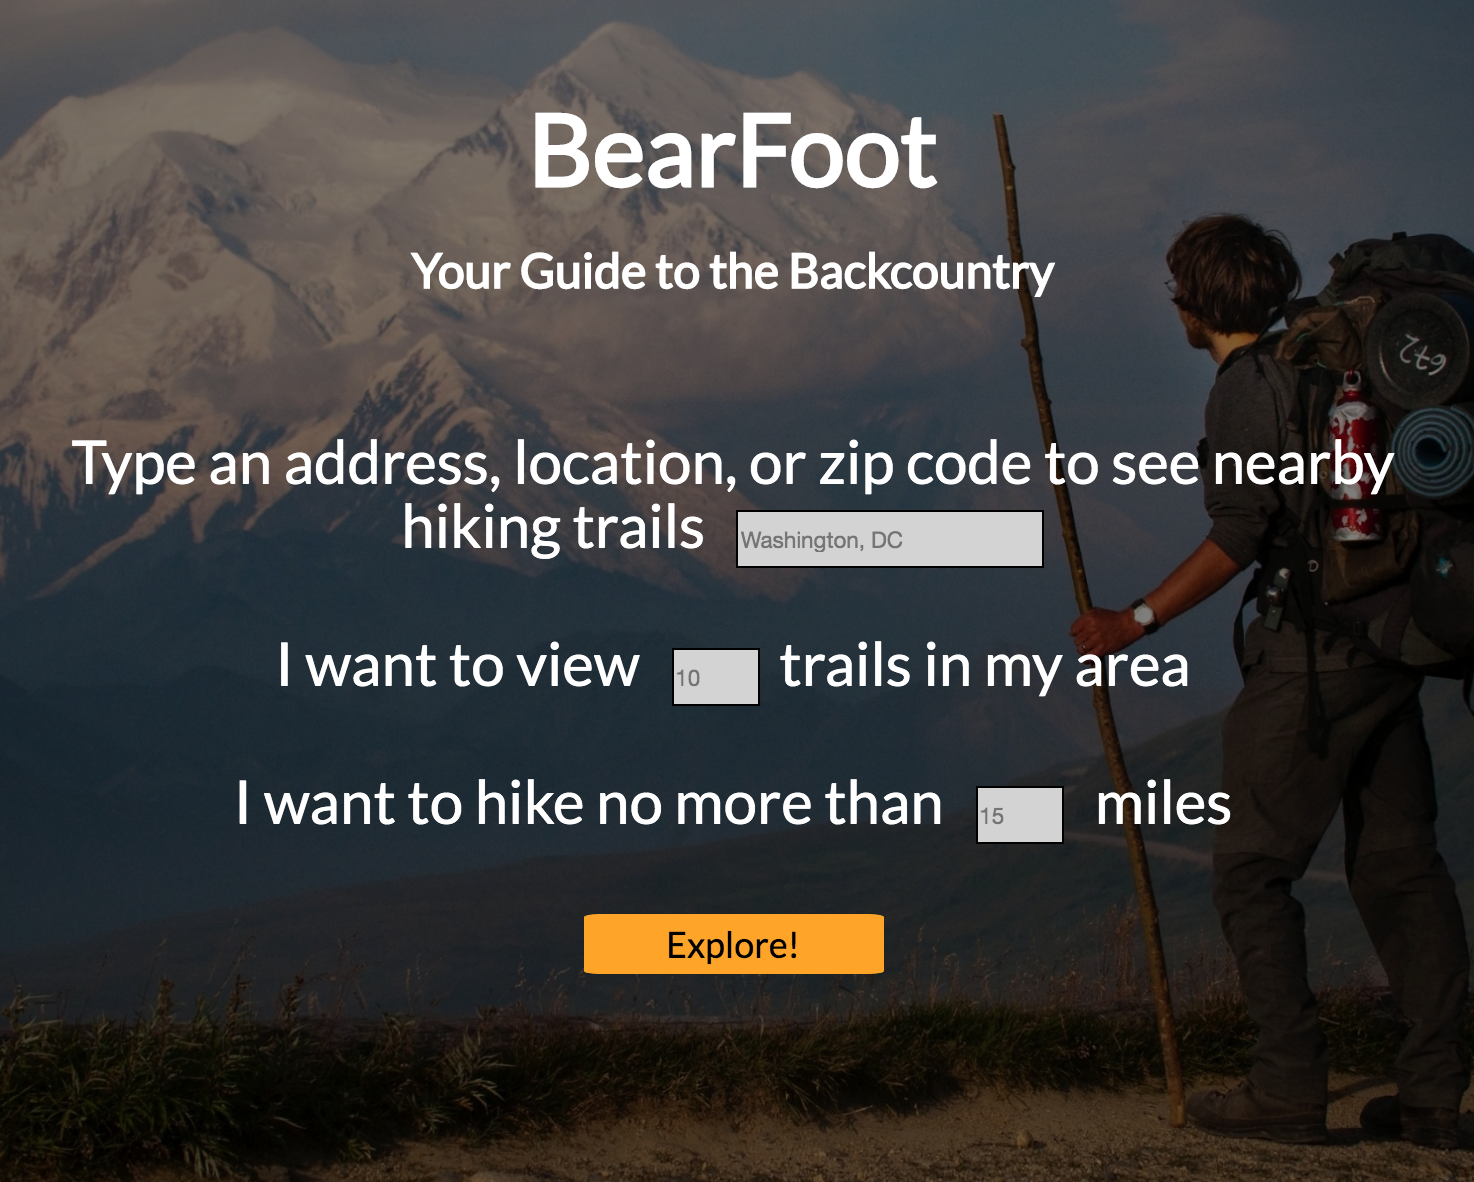 BearFoot
Your Guide to the Backcountry
Type an address, location, or zip code to see nearby
hiking trails Washington, DC
I want to view 10 trails in my area
I want to hike no more than 15 miles
Explore!
672